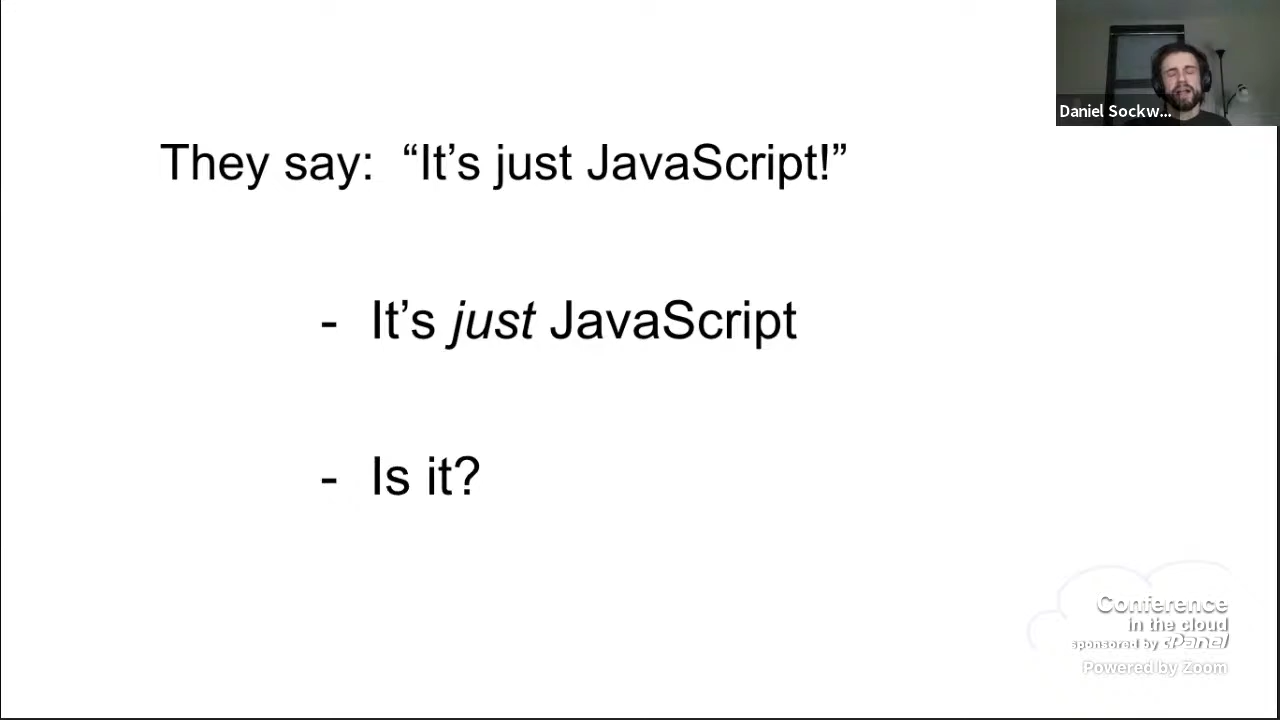 Daniel Sockw...
They say: “It’s just JavaScript!”
- It’s just JavaScript
- Is it?
Conference
in the cloud
sponsored by cPanel
Powered by Zoom